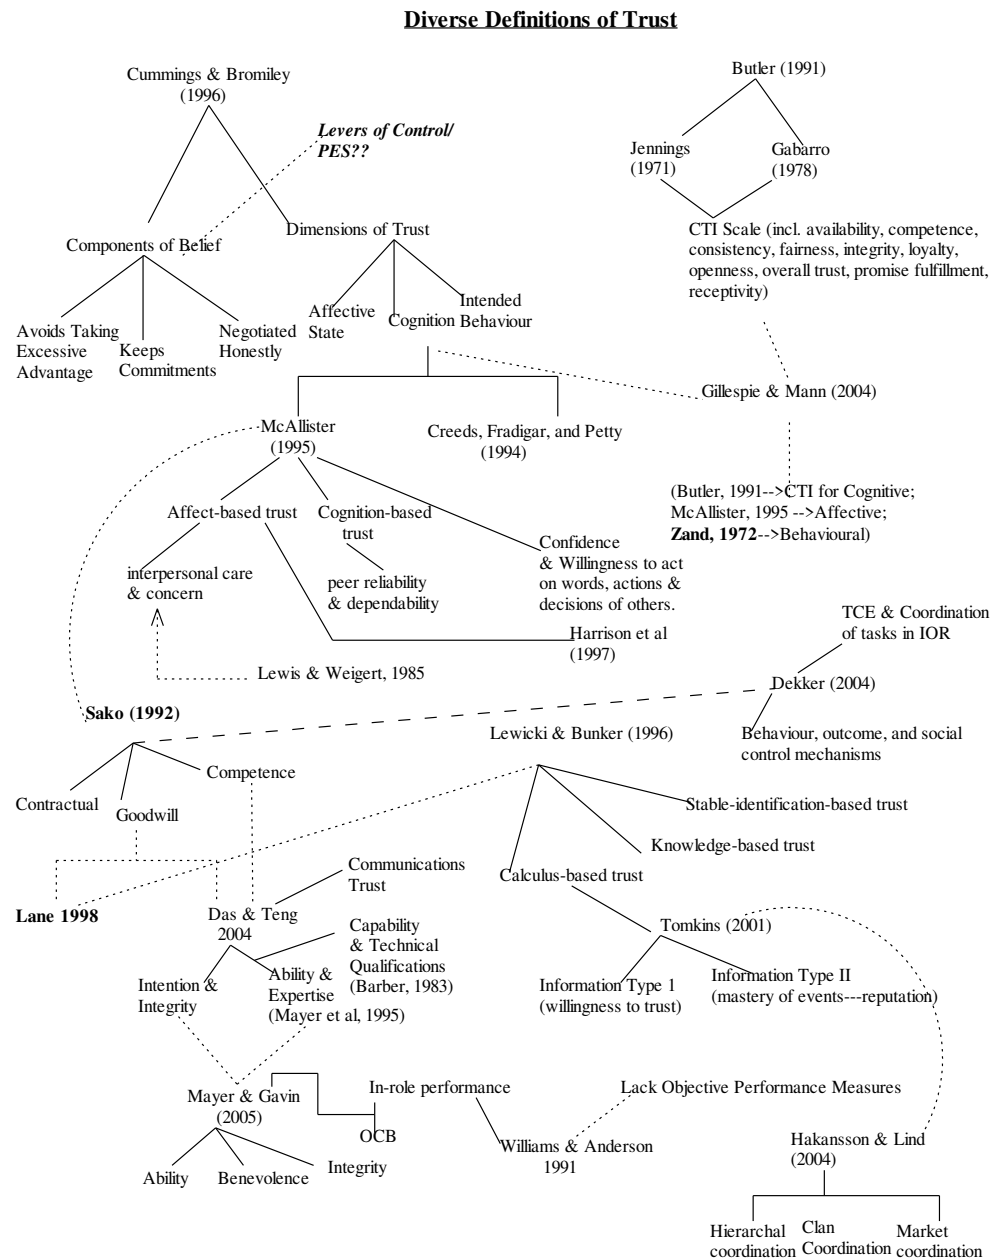 Diverse Definitions of Trust
Cummings & Bromiley
(1996)
Butler (1991)
Levers of Control/
PES??
Jennings
(1971)
Gabarro
(1978)
Components of Belief
Dimensions of Trust
CTI Scale (incl. availability, competence,
consistency, fairness, integrity, loyalty,
openness, overall trust, promise fulfillment,
receptivity)
Avoids Taking
Excessive
Advantage
Keeps
Commitments
Negotiated
Honestly
Affective
State
Cognition
Intended
Behaviour
Gillespie & Mann (2004)
McAllister
(1995)
Creeds, Fradigar, and Petty
(1994)
(Butler, 1991-->CTI for Cognitive;
McAllister, 1995 -->Affective;
Zand, 1972-->Behavioural)
Affect-based trust
Cognition-based
trust
Confidence
& Willingness to act
on words, actions &
decisions of others.
interpersonal care
& concern
peer reliability
& dependability
Harrison et al
(1997)
TCE & Coordination
of tasks in IOR
Lewis & Weigert, 1985
Dekker (2004)
Sako (1992)
Lewicki & Bunker (1996)
Behaviour, outcome, and social
control mechanisms
Contractual
Goodwill
Competence
Stable-identification-based trust
Knowledge-based trust
Calculus-based trust
Communications
Trust
Lane 1998
Das & Teng
2004
Capability
& Technical
Qualifications
(Barber, 1983)
Tomkins (2001)
Intention &
Integrity
Ability &
Expertise
(Mayer et al, 1995)
Information Type 1
(willingness to trust)
Information Type II
(mastery of events---reputation)
Mayer & Gavin
(2005)
In-role performance
Lack Objective Performance Measures
OCB
Williams & Anderson
1991
Hakansson & Lind
(2004)
Ability
Benevolence
Integrity
Hierarchal
coordination
Clan
Coordination
Market
coordination